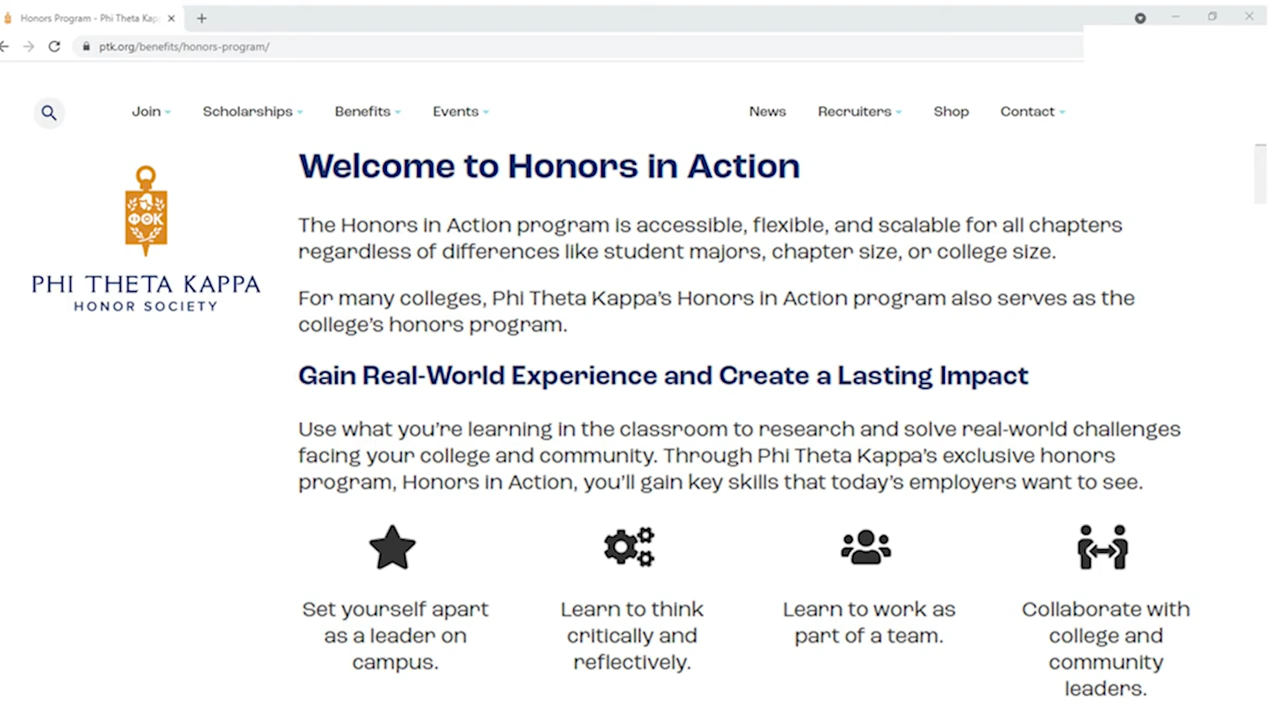 Honors Program - Phi Theta Kap
ptk.org/benefits/honors-program/
Join Scholarships Benefits Events News Recruiters Shop Contact
ΦΘΚ
PHI THETA KAPPA
HONOR SOCIETY
Welcome to Honors in Action
The Honors in Action program is accessible, flexible, and scalable for all chapters
regardless of differences like student majors, chapter size, or college size.
For many colleges, Phi Theta Kappa's Honors in Action program also serves as the
college's honors program.
Gain Real-World Experience and Create a Lasting Impact
Use what you're learning in the classroom to research and solve real-world challenges
facing your college and community. Through Phi Theta Kappa's exclusive honors
program, Honors in Action, you'll gain key skills that today's employers want to see.
Set yourself apart
as a leader on
campus.
Learn to think
critically and
reflectively.
Learn to work as
part of a team.
Collaborate with
college and
community
leaders.